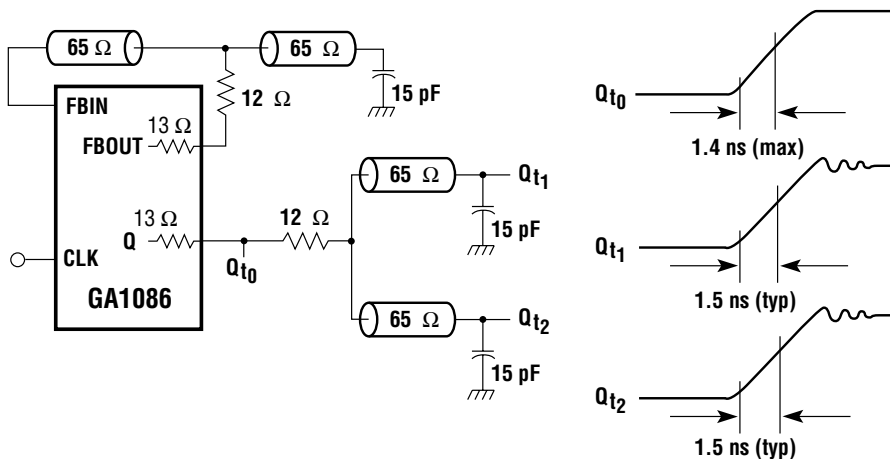 65 Ω
65 Ω
15 pF
12 Ω
FBIN
13 Ω
FBOUT
13 Ω
Q
CLK
GA1086
Qt0
12 Ω
65 Ω
Qt1
15 pF
65 Ω
Qt2
15 pF
Qt0
1.4 ns (max)
Qt1
1.5 ns (typ)
Qt2
1.5 ns (typ)